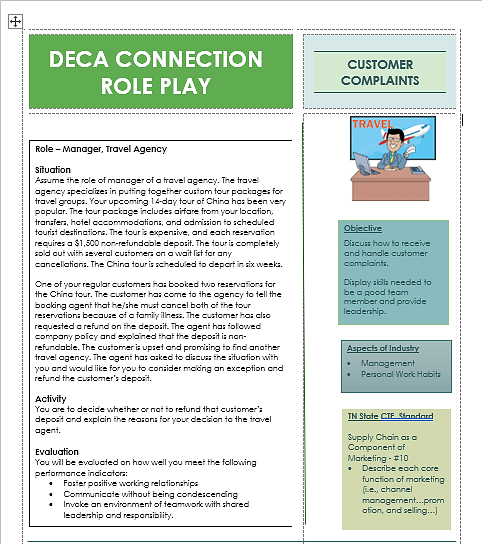 DECA CONNECTION
ROLE PLAY
CUSTOMER
COMPLAINTS
TRAVEL
Role – Manager, Travel Agency
Situation
Assume the role of manager of a travel agency. The travel
agency specializes in putting together custom tour packages for
travel groups. Your upcoming 14-day tour of China has been very
popular. The tour package includes airfare from your location,
transfers, hotel accommodations, and admission to scheduled
tourist destinations. The tour is expensive, and each reservation
requires a $1,500 non-refundable deposit. The tour is completely
sold out with several customers on a wait list for any
cancellations. The China tour is scheduled to depart in six weeks.
One of your regular customers has booked two reservations for
the China tour. The customer has come to the agency to tell the
booking agent that he/she must cancel both of the tour
reservations because of a family illness. The customer has also
requested a refund on the deposit. The agent has followed
company policy and explained that the deposit is non-
refundable. The customer is upset and promising to find another
travel agency. The agent has asked to discuss the situation with
you and would like for you to consider making an exception and
refund the customer's deposit.
Activity
You are to decide whether or not to refund that customer's
deposit and explain the reasons for your decision to the travel
agent.
Evaluation
You will be evaluated on how well you meet the following
performance indicators:
• Foster positive working relationships
• Communicate without being condescending
• Invoke an environment of teamwork with shared
leadership and responsibility.
Objective
Discuss how to receive
and handle customer
complaints.
Display skills needed to
be a good team
member and provide
leadership.
Aspects of Industry
• Management
• Personal Work Habits
TN State CTE Standard
Supply Chain as a
Component of
Marketing - #10
• Describe each core
function of marketing
(i.e., channel
management…prom
otion, and selling…)